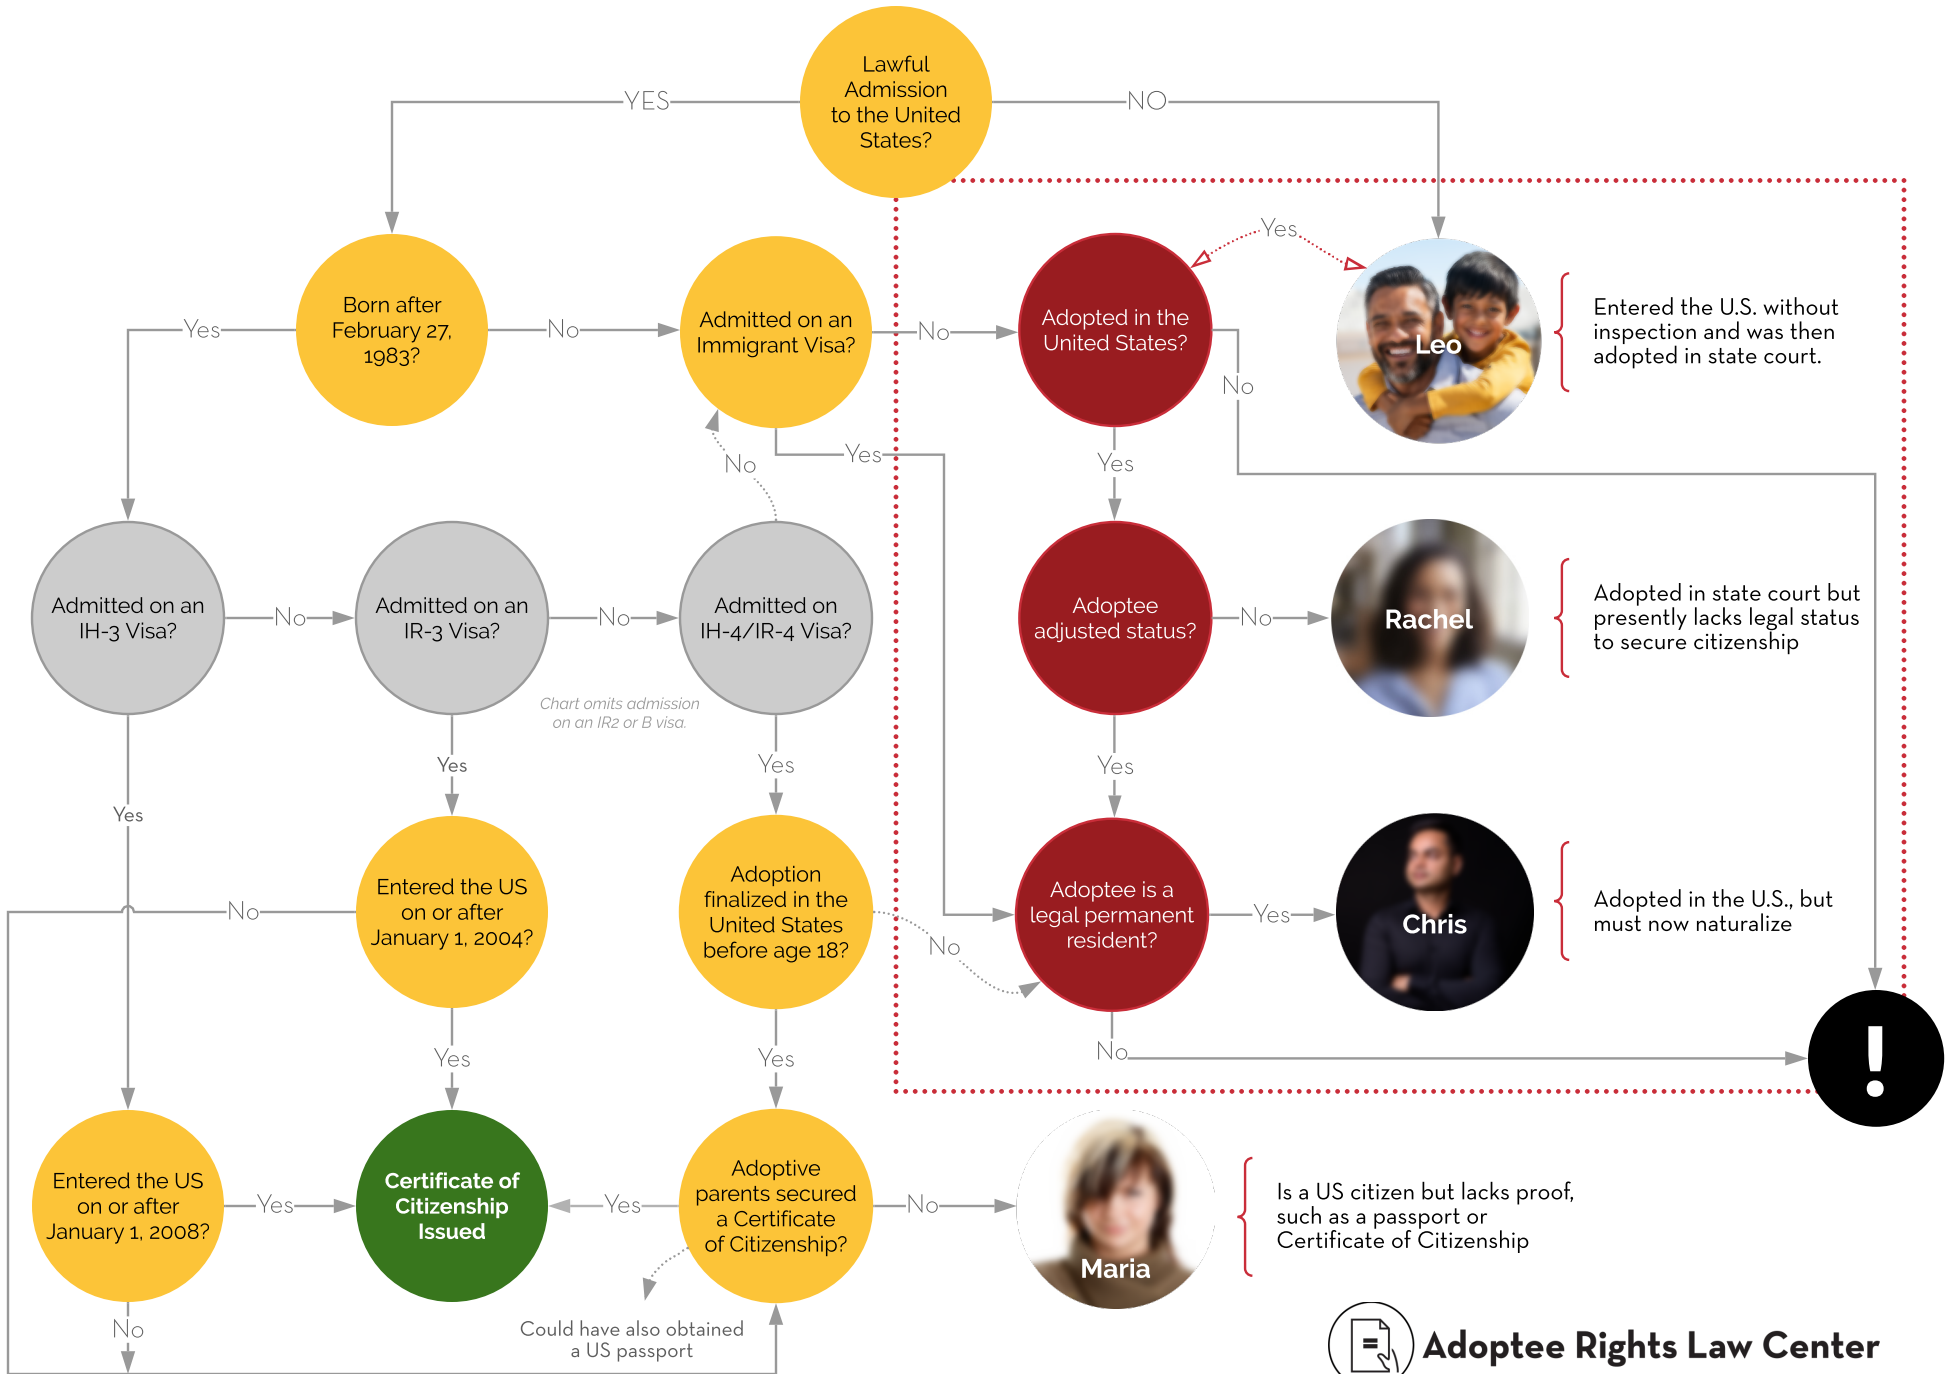 Lawful
Admission
to the United
States?
YES
NO
Yes
Born after
February 27,
1983?
Yes
No
Admitted on an
Immigrant Visa?
No
Adopted in the
United States?
No
Leo
Entered the U.S. without
inspection and was then
adopted in state court.
No
Yes
Yes
Admitted on an
IH-3 Visa?
No
Admitted on an
IR-3 Visa?
No
Admitted on
IH-4/IR-4 Visa?
Adoptee
adjusted status?
No
Rachel
Adopted in state court but
presently lacks legal status
to secure citizenship
Chart omits admission
on an IR2 or B visa.
Yes
Yes
Yes
Yes
Entered the US
on or after
January 1, 2004?
No
Adoption
finalized in the
United States
before age 18?
No
Adoptee is a
legal permanent
resident?
Yes
Chris
Adopted in the U.S., but
must now naturalize
Yes
Yes
No
!
Entered the US
on or after
January 1, 2008?
Yes
Certificate of
Citizenship
Issued
Yes
Adoptive
parents secured
a Certificate
of Citizenship?
No
Maria
Is a US citizen but lacks proof,
such as a passport or
Certificate of Citizenship
No
Could have also obtained
a US passport
Adoptee Rights Law Center